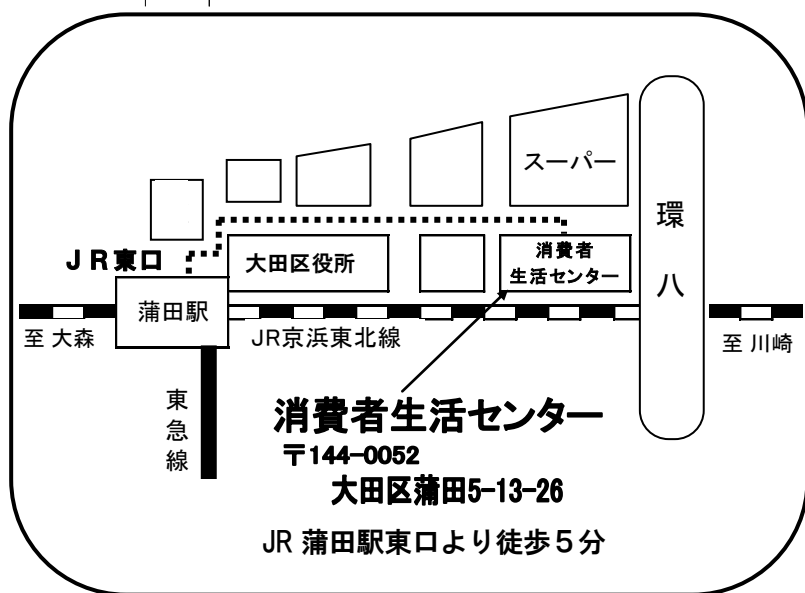 スーパー
環八
JR東口
大田区役所
消費者
生活センター
蒲田駅
至 大森
JR京浜東北線
至 川崎
東急線
消費者生活センター
〒144-0052
大田区蒲田5-13-26
JR 蒲田駅東口より徒歩5分